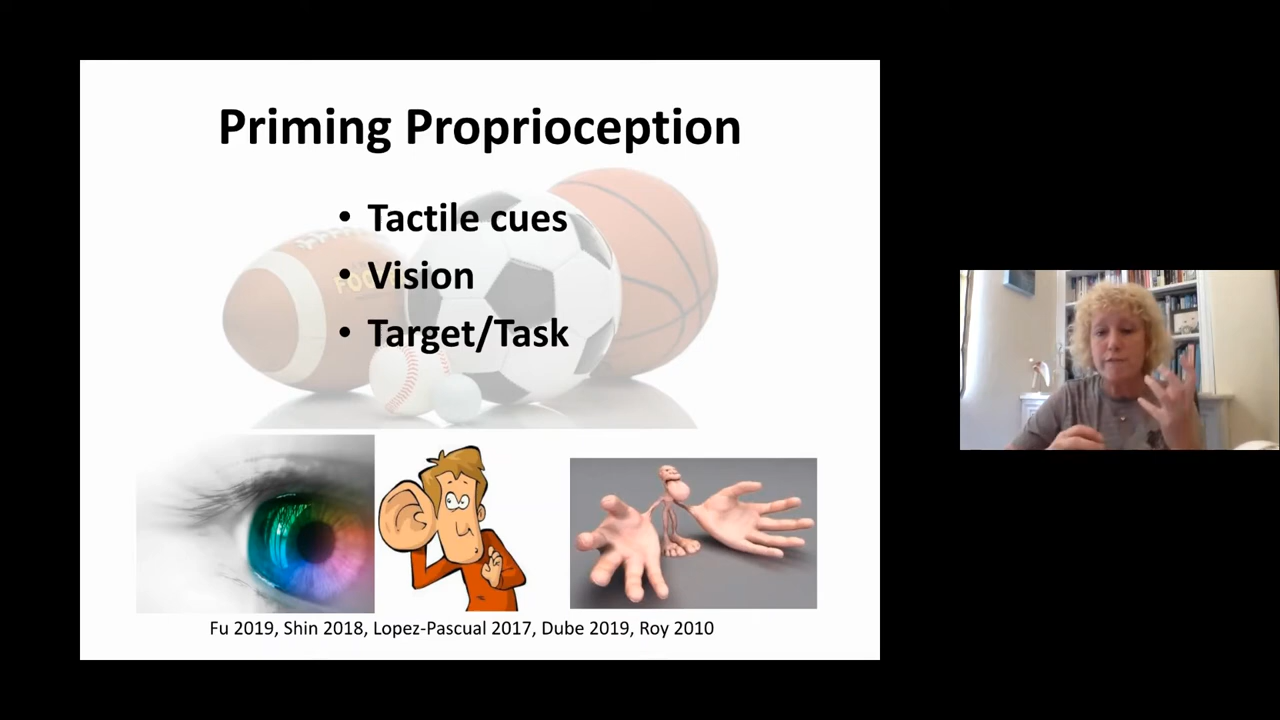 Priming Proprioception
• Tactile cues
• Vision
• Target/Task
Fu 2019, Shin 2018, Lopez-Pascual 2017, Dube 2019, Roy 2010